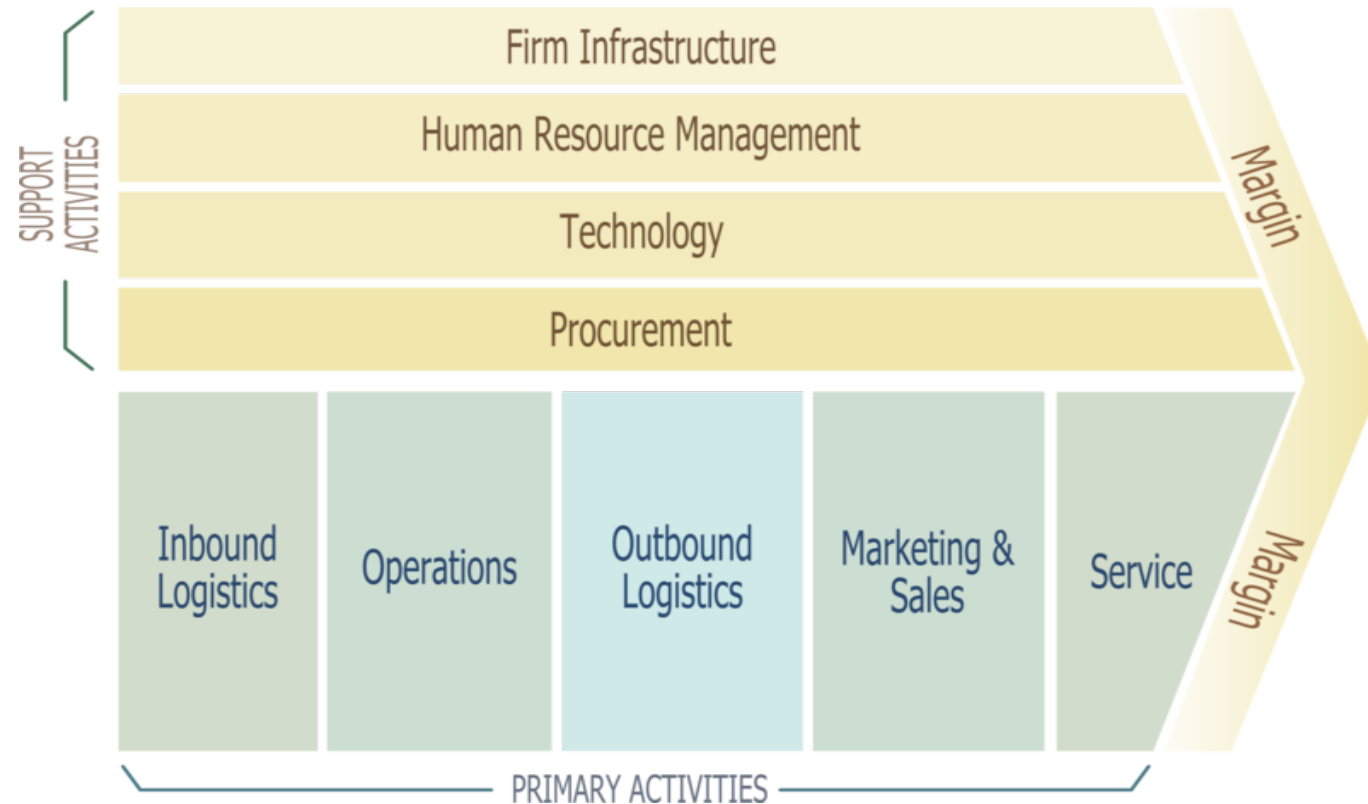 Firm Infrastructure
Human Resource Management
Technology
Procurement
SUPPORT
ACTIVITIES
Margin
Inbound
Logistics
Operations
Outbound
Logistics
Marketing &
Sales
Service
Margin
PRIMARY ACTIVITIES